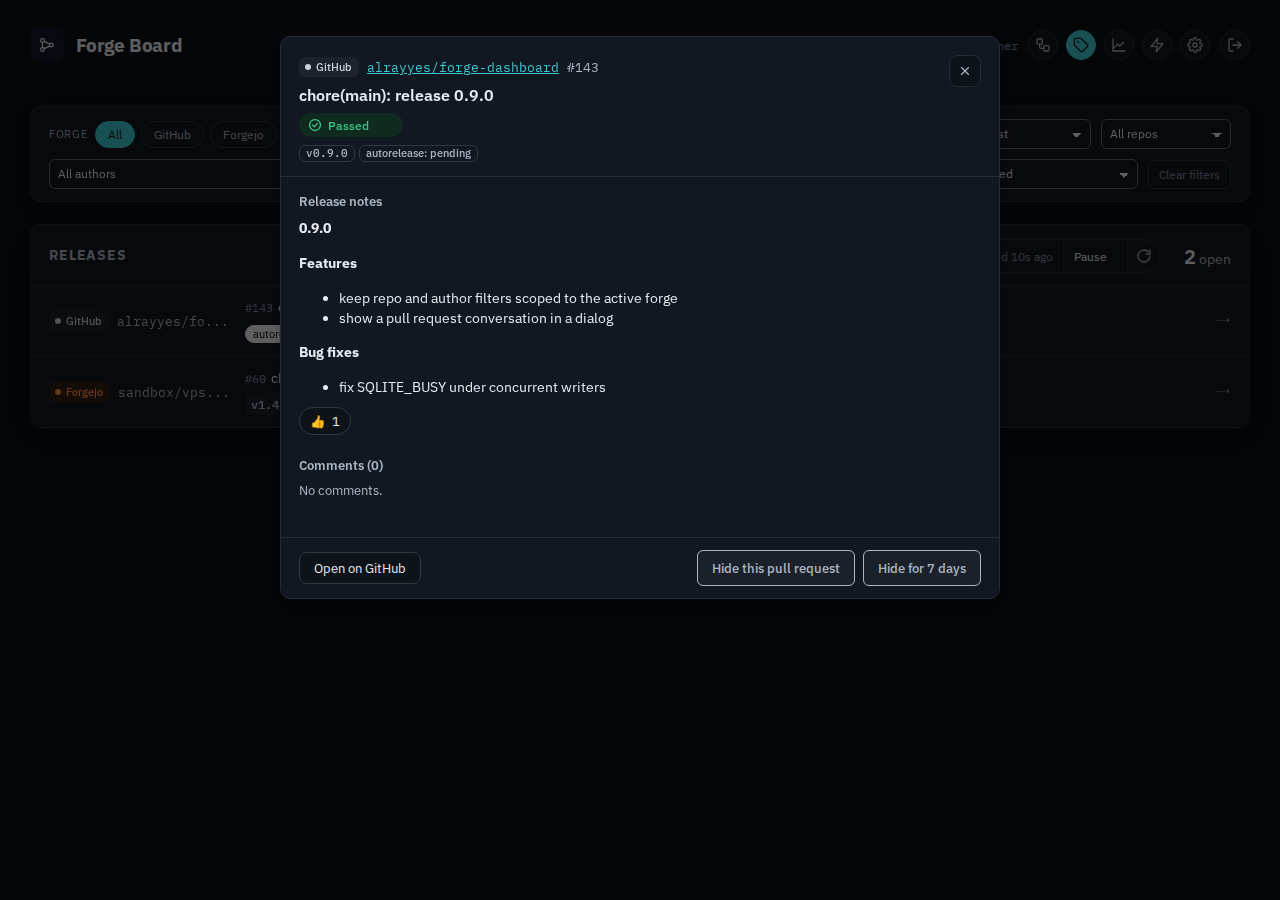 Forge Board
GitHub alrayyes/forge-dashboard #143
chore(main): release 0.9.0
Passed
v0.9.0 autorelease: pending
FORGE All GitHub Forgejo
All repos
All authors
Clear filters
Release notes
0.9.0
Features
keep repo and author filters scoped to the active forge
show a pull request conversation in a dialog
Bug fixes
fix SQLITE_BUSY under concurrent writers
👍 1
Comments (0)
No comments.
Open on GitHub Hide this pull request Hide for 7 days
RELEASES
10s ago Pause 2 open
GitHub alrayyes/fo... #143
Forgejo sandbox/vps... #60
v1.4